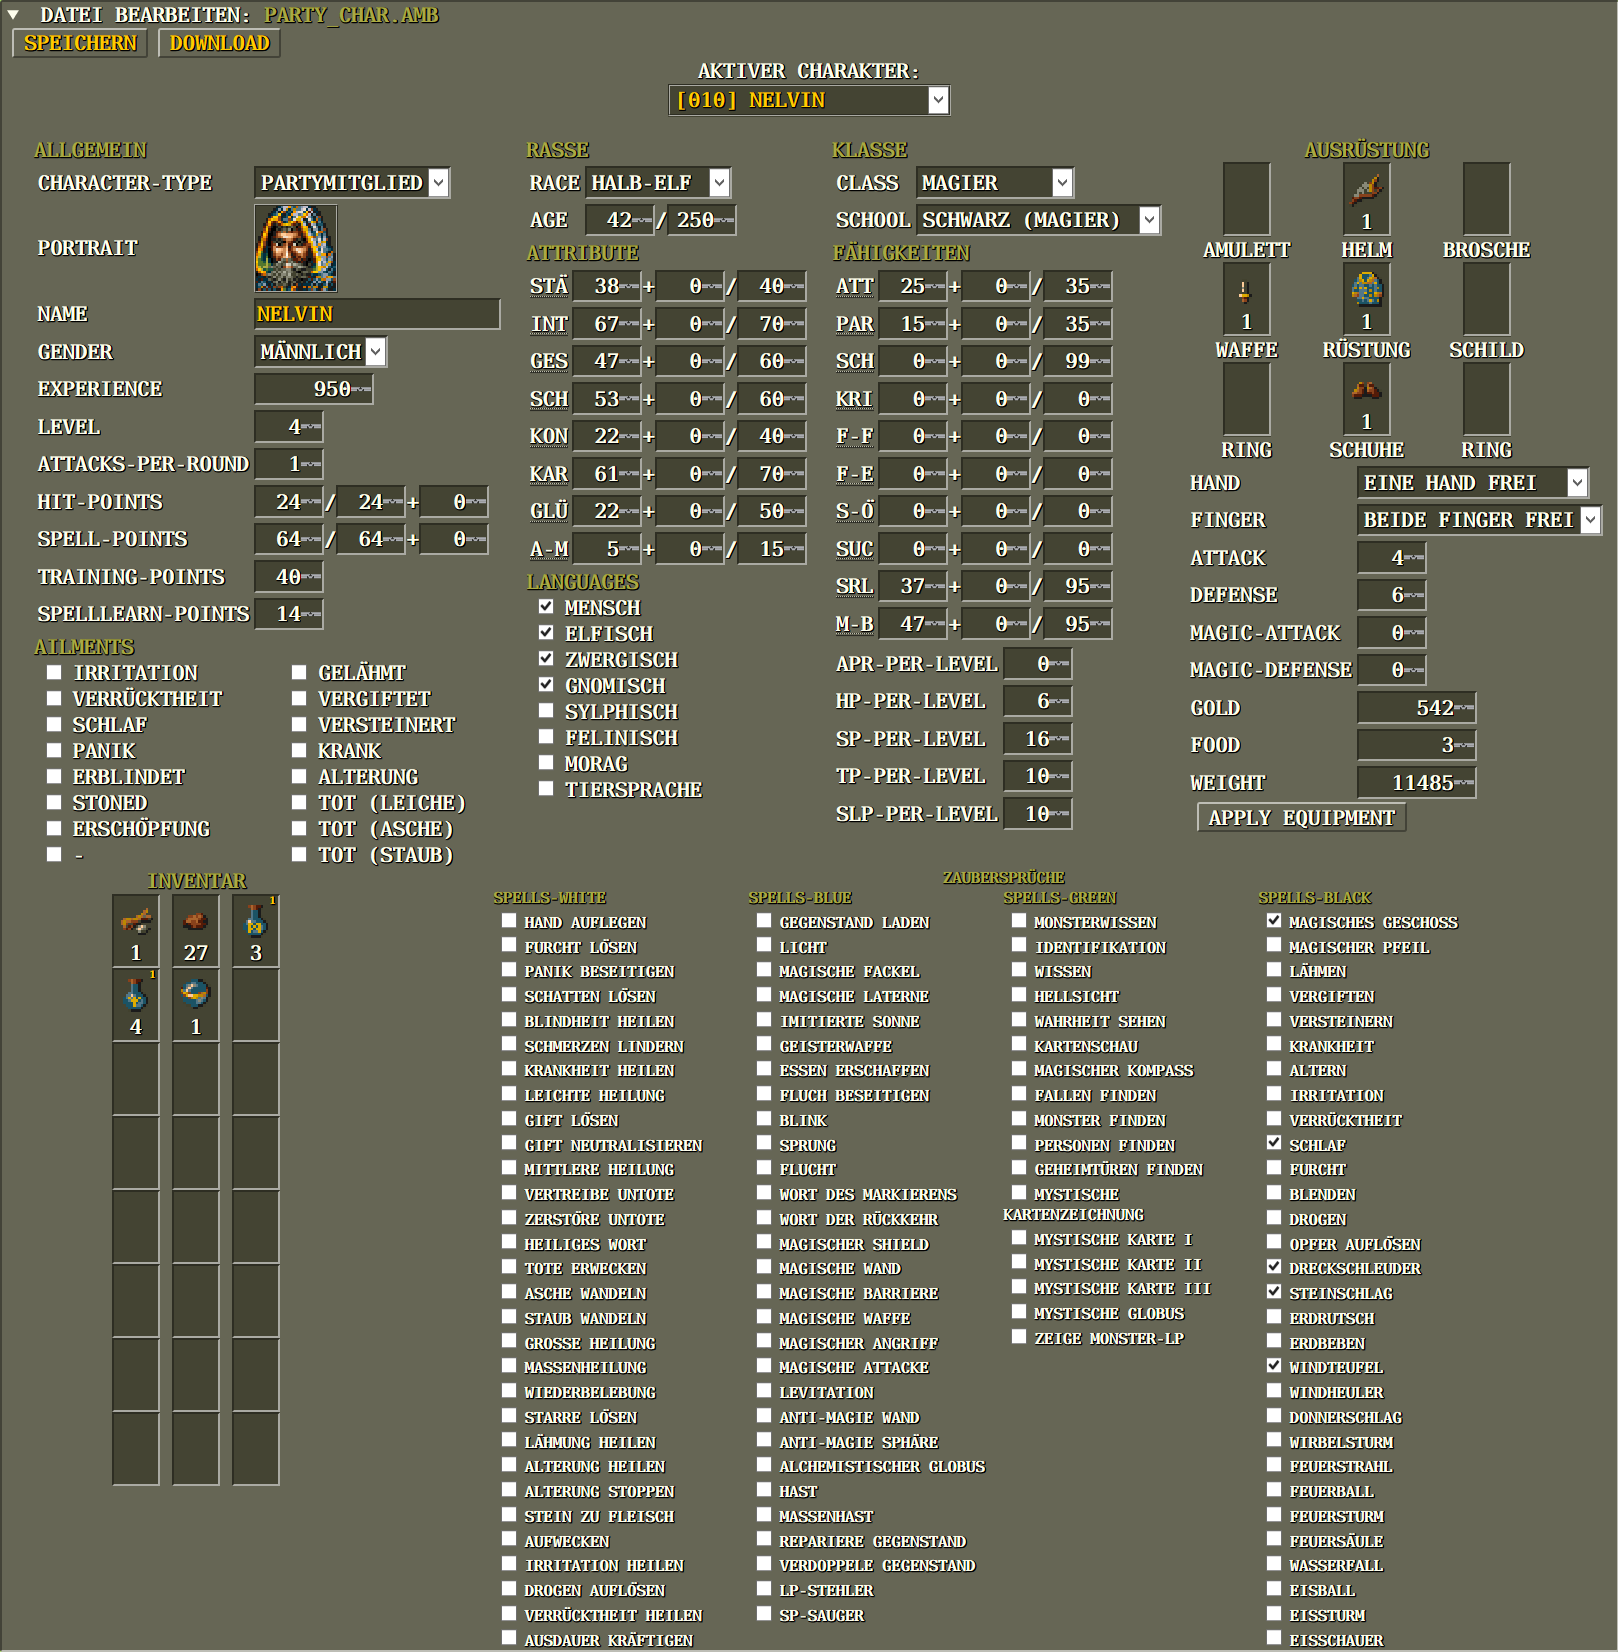 ▼ DATEI BEARBEITEN: PARTY_CHAR.AMB
SPEICHERN DOWNLOAD
AKTIVER CHARAKTER:
[010] NELVIN
ALLGEMEIN
CHARACTER-TYPE PARTYMITGLIED
PORTRAIT
NAME NELVIN
GENDER MÄNNLICH
EXPERIENCE 950
LEVEL 4
ATTACKS-PER-ROUND 1
HIT-POINTS 24 / 24 + 0
SPELL-POINTS 64 / 64 + 0
TRAINING-POINTS 40
SPELLLEARN-POINTS 14
AILMENTS
IRRITATION GELÄHMT
VERRÜCKTHEIT VERGIFTET
SCHLAF VERSTEINERT
PANIK KRANK
ERBLINDET ALTERUNG
STONED TOT (LEICHE)
ERSCHÖPFUNG TOT (ASCHE)
- TOT (STAUB)
RASSE
RACE HALB-ELF
AGE 42 / 250
ATTRIBUTE
STÄ 38 + 0 / 40
INT 67 + 0 / 70
GES 47 + 0 / 60
SCH 53 + 0 / 60
KON 22 + 0 / 40
KAR 61 + 0 / 70
GLÜ 22 + 0 / 50
A-M 5 + 0 / 15
LANGUAGES
MENSCH
ELFISCH
ZWERGISCH
GNOMISCH
SYLPHISCH
FELINISCH
MORAG
TIERSPRACHE
KLASSE
CLASS MAGIER
SCHOOL SCHWARZ (MAGIER)
FÄHIGKEITEN
ATT 25 + 0 / 35
PAR 15 + 0 / 35
SCH 0 + 0 / 99
KRI 0 + 0 / 0
F-F 0 + 0 / 0
F-E 0 + 0 / 0
S-Ö 0 + 0 / 0
SUC 0 + 0 / 0
SRL 37 + 0 / 95
M-B 47 + 0 / 95
APR-PER-LEVEL 0
HP-PER-LEVEL 6
SP-PER-LEVEL 16
TP-PER-LEVEL 10
SLP-PER-LEVEL 10
AUSRÜSTUNG
1
AMULETT HELM BROSCHE
1 1
WAFFE RÜSTUNG SCHILD
1
RING SCHUHE RING
HAND EINE HAND FREI
FINGER BEIDE FINGER FREI
ATTACK 4
DEFENSE 6
MAGIC-ATTACK 0
MAGIC-DEFENSE 0
GOLD 542
FOOD 3
WEIGHT 11485
APPLY EQUIPMENT
INVENTAR
1
1 27 3
1
4 1
ZAUBERSPRÜCHE
SPELLS-WHITE
HAND AUFLEGEN
FURCHT LÖSEN
PANIK BESEITIGEN
SCHATTEN LÖSEN
BLINDHEIT HEILEN
SCHMERZEN LINDERN
KRANKHEIT HEILEN
LEICHTE HEILUNG
GIFT LÖSEN
GIFT NEUTRALISIEREN
MITTLERE HEILUNG
VERTREIBE UNTOTE
ZERSTÖRE UNTOTE
HEILIGES WORT
TOTE ERWECKEN
ASCHE WANDELN
STAUB WANDELN
GROSSE HEILUNG
MASSENHEILUNG
WIEDERBELEBUNG
STARRE LÖSEN
LÄHMUNG HEILEN
ALTERUNG HEILEN
ALTERUNG STOPPEN
STEIN ZU FLEISCH
AUFWECKEN
IRRITATION HEILEN
DROGEN AUFLÖSEN
VERRÜCKTHEIT HEILEN
AUSDAUER KRÄFTIGEN
SPELLS-BLUE
GEGENSTAND LADEN
LICHT
MAGISCHE FACKEL
MAGISCHE LATERNE
IMITIERTE SONNE
GEISTERWAFFE
ESSEN ERSCHAFFEN
FLUCH BESEITIGEN
BLINK
SPRUNG
FLUCHT
WORT DES MARKIERENS
WORT DER RÜCKKEHR
MAGISCHER SHIELD
MAGISCHE WAND
MAGISCHE BARRIERE
MAGISCHE WAFFE
MAGISCHER ANGRIFF
MAGISCHE ATTACKE
LEVITATION
ANTI-MAGIE WAND
ANTI-MAGIE SPHÄRE
ALCHEMISTISCHER GLOBUS
HAST
MASSENHAST
REPARIERE GEGENSTAND
VERDOPPELE GEGENSTAND
LP-STEHLER
SP-SAUGER
SPELLS-GREEN
MONSTERWISSEN
IDENTIFIKATION
WISSEN
HELLSICHT
WAHRHEIT SEHEN
KARTENSCHAU
MAGISCHER KOMPASS
FALLEN FINDEN
MONSTER FINDEN
PERSONEN FINDEN
GEHEIMTÜREN FINDEN
MYSTISCHE
KARTENZEICHNUNG
MYSTISCHE KARTE I
MYSTISCHE KARTE II
MYSTISCHE KARTE III
MYSTISCHE GLOBUS
ZEIGE MONSTER-LP
SPELLS-BLACK
MAGISCHES GESCHOSS
MAGISCHER PFEIL
LÄHMEN
VERGIFTEN
VERSTEINERN
KRANKHEIT
ALTERN
IRRITATION
VERRÜCKTHEIT
SCHLAF
FURCHT
BLENDEN
DROGEN
OPFER AUFLÖSEN
DRECKSCHLEUDER
STEINSCHLAG
ERDRUTSCH
ERDBEBEN
WINDTEUFEL
WINDHEULER
DONNERSCHLAG
WIRBELSTURM
FEUERSTRAHL
FEUERBALL
FEUERSTURM
FEUERSÄULE
WASSERFALL
EISBALL
EISSTURM
EISSCHAUER